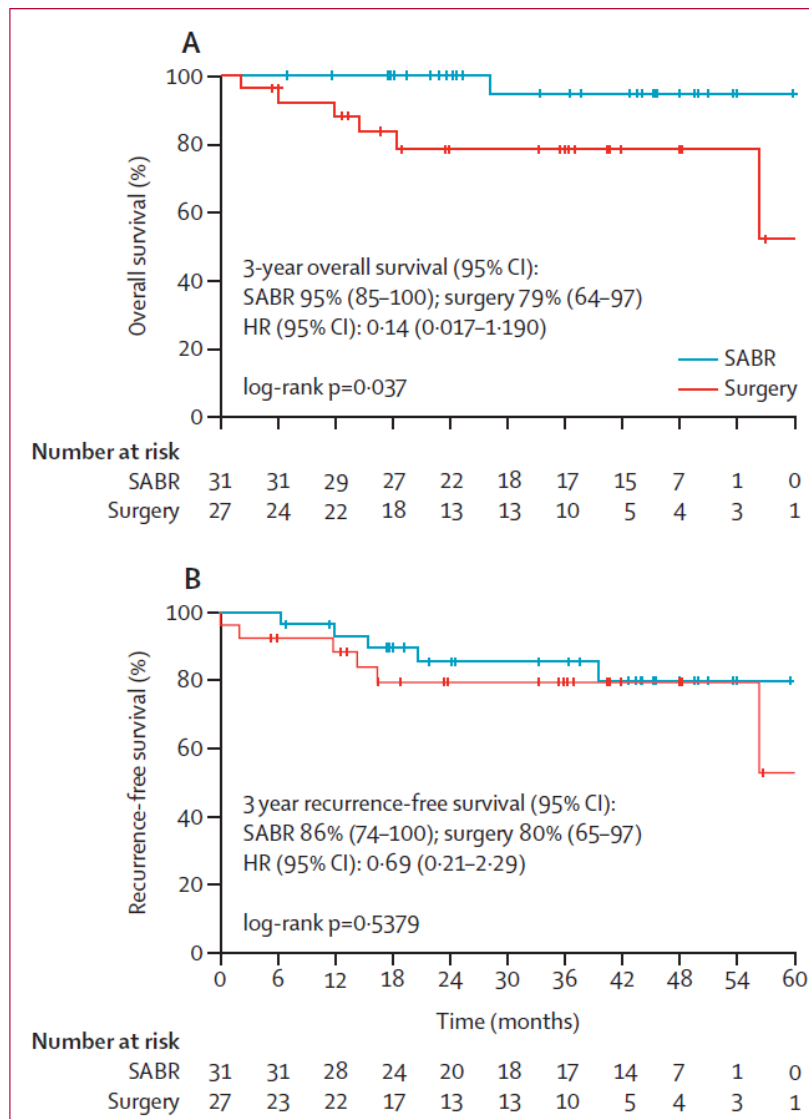 A
100
80
60
40
20
0
Overall survival (%)
3-year overall survival (95% CI):
SABR 95% (85–100); surgery 79% (64–97)
HR (95% CI): 0·14 (0·017–1·190)
log-rank p=0·037
SABR
Surgery
Number at risk
SABR 31 31 29 27 22 18 17 15 7 1 0
Surgery 27 24 22 18 13 13 10 5 4 3 1
B
100
80
60
40
20
0
Recurrence-free survival (%)
3 year recurrence-free survival (95% CI):
SABR 86% (74–100); surgery 80% (65–97)
HR (95% CI): 0·69 (0·21–2·29)
log-rank p=0·5379
0 6 12 18 24 30 36 42 48 54 60
Time (months)
Number at risk
SABR 31 31 28 24 20 18 17 14 7 1 0
Surgery 27 23 22 17 13 13 10 5 4 3 1